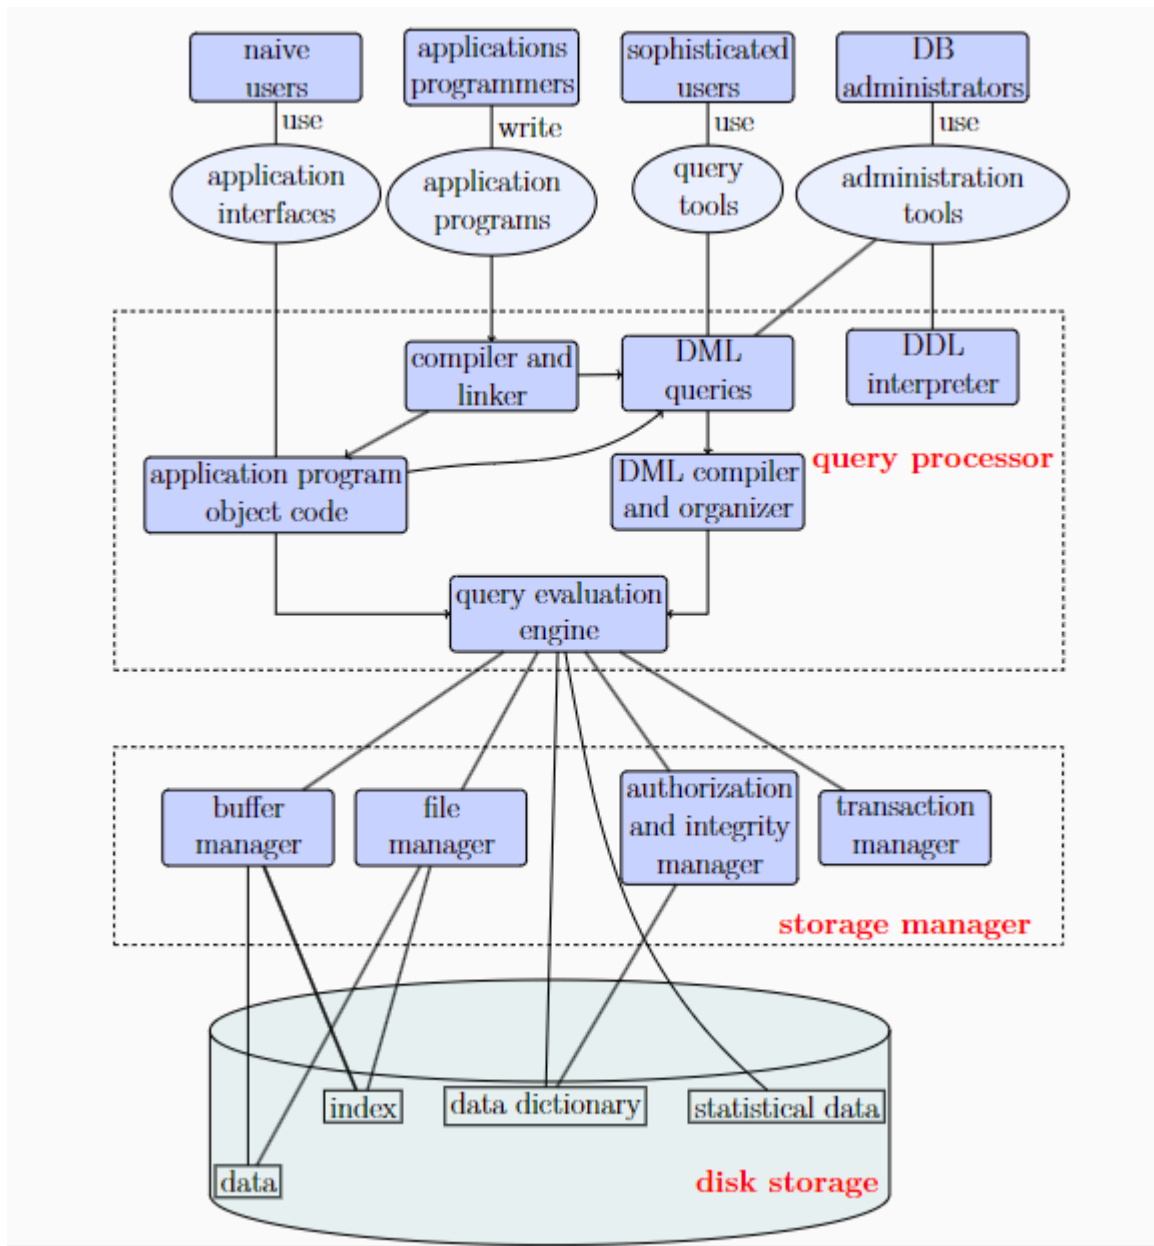 naive
users
applications
programmers
sophisticated
users
DB
administrators
use
write
use
use
application
interfaces
application
programs
query
tools
administration
tools
compiler and
linker
DML
queries
DDL
interpreter
query processor
application program
object code
DML compiler
and organizer
query evaluation
engine
buffer
manager
file
manager
authorization
and integrity
manager
transaction
manager
storage manager
index
data dictionary
statistical data
data
disk storage